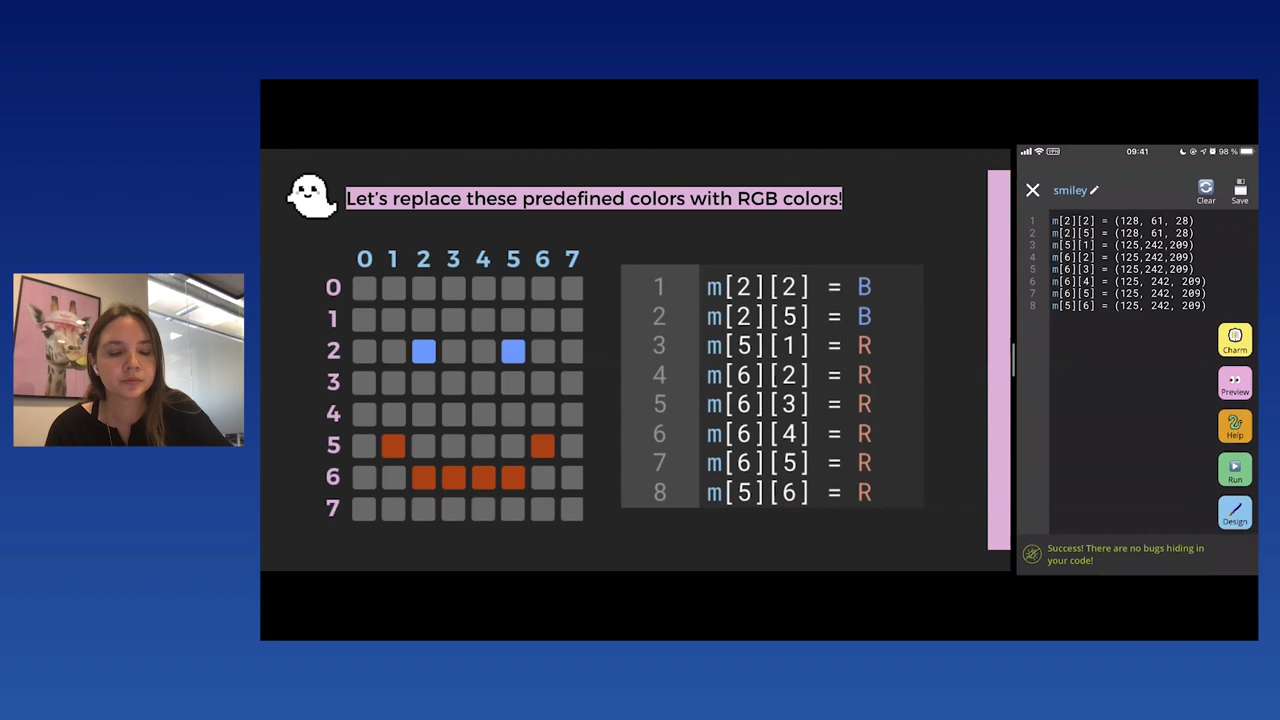 Let's replace these predefined colors with RGB colors!
0 1 2 3 4 5 6 7
0
1
2
3
4
5
6
7
1 m[2][2] = B
2 m[2][5] = B
3 m[5][1] = R
4 m[6][2] = R
5 m[6][3] = R
6 m[6][4] = R
7 m[6][5] = R
8 m[5][6] = R
VPN 09:41 98 %
smiley
Clear
Save
1 m[2][2] = (128, 61, 28)
2 m[2][5] = (128, 61, 28)
3 m[5][1] = (125,242,209)
4 m[6][2] = (125,242,209)
5 m[6][3] = (125,242,209)
6 m[6][4] = (125, 242, 209)
7 m[6][5] = (125, 242, 209)
8 m[5][6] = (125, 242, 209)
Charm
Preview
Help
Run
Design
Success! There are no bugs hiding in
your code!